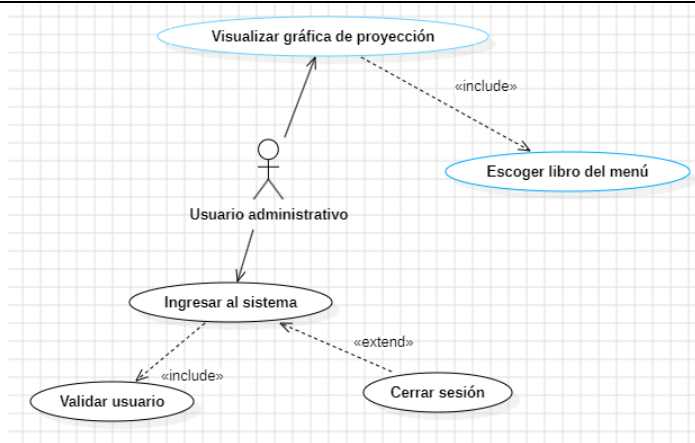 Visualizar gráfica de proyección
«include»
Escoger libro del menú
Usuario administrativo
Ingresar al sistema
«extend»
«include»
Cerrar sesión
Validar usuario